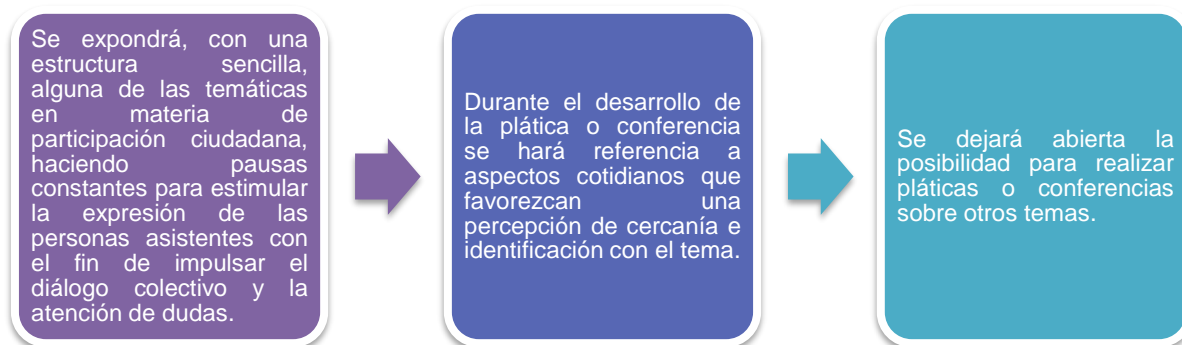 Se expondrá, con una
estructura sencilla,
alguna de las temáticas
en materia de
participación ciudadana,
haciendo pausas
constantes para estimular
la expresión de las
personas asistentes con
el fin de impulsar el
diálogo colectivo y la
atención de dudas.
Durante el desarrollo de
la plática o conferencia
se hará referencia a
aspectos cotidianos que
favorezcan una
percepción de cercanía e
identificación con el tema.
Se dejará abierta la
posibilidad para realizar
pláticas o conferencias
sobre otros temas.